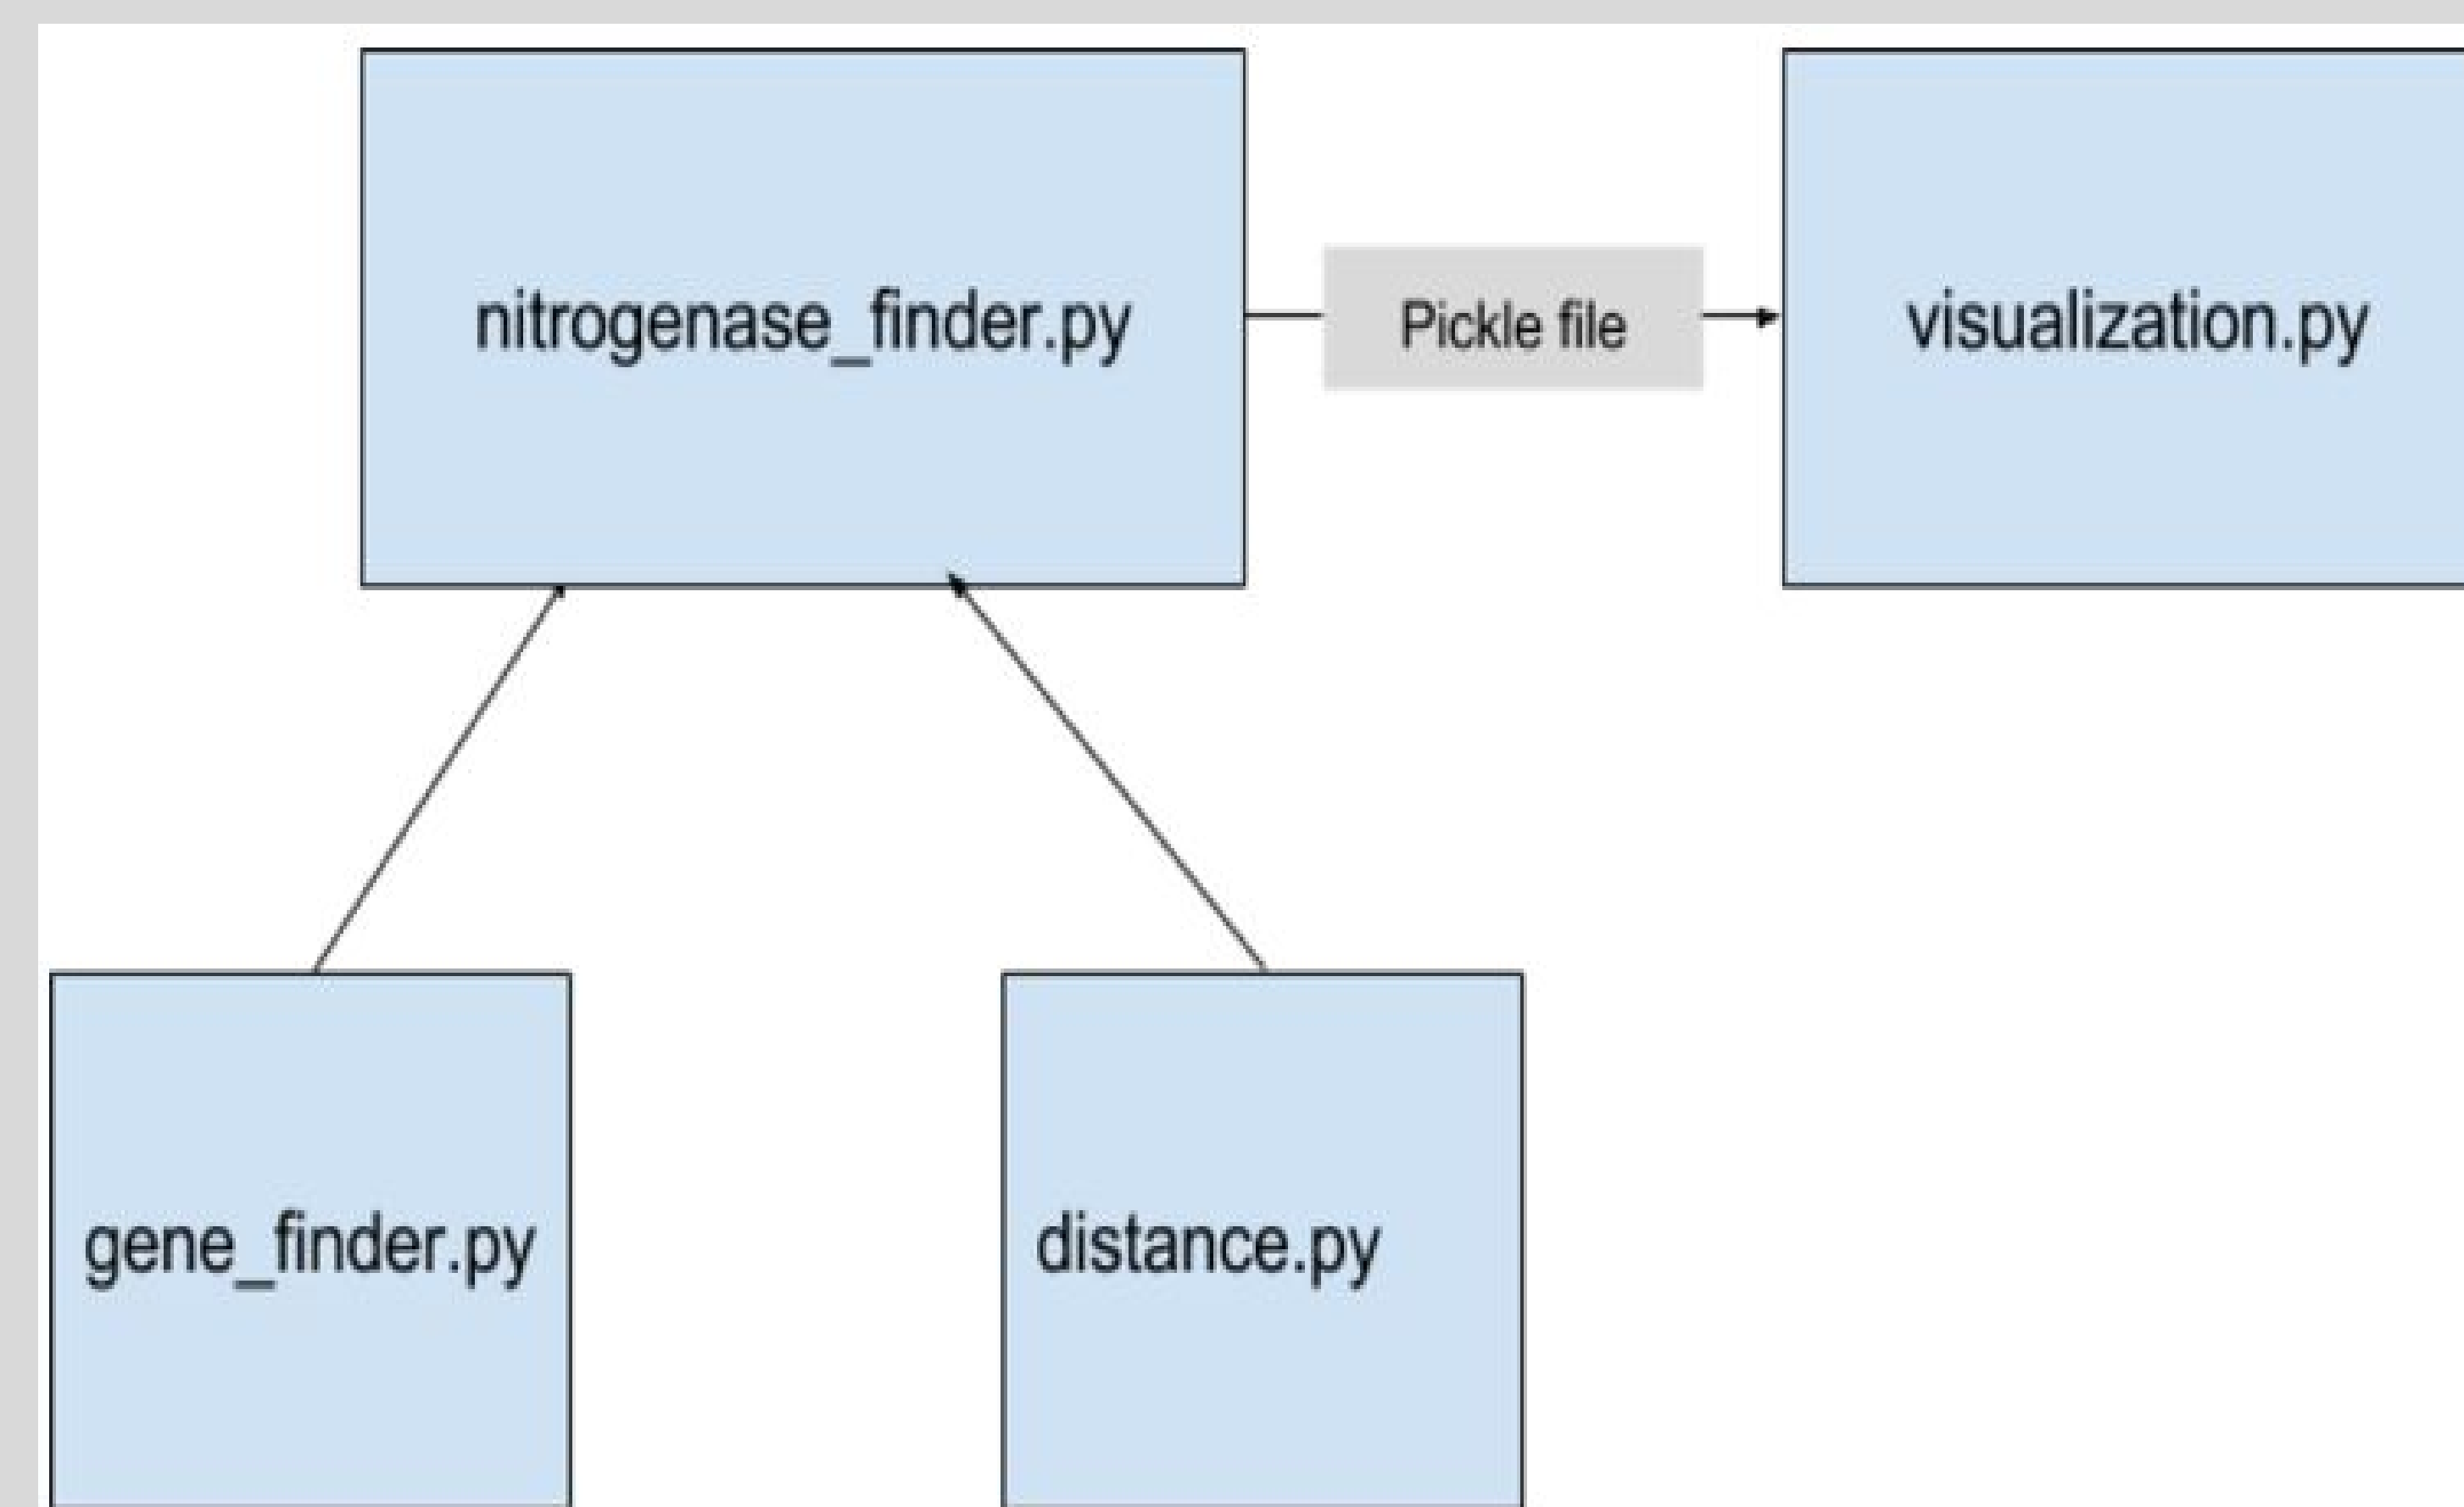 nitrogenase_finder.py
Pickle file
visualization.py
gene_finder.py
distance.py